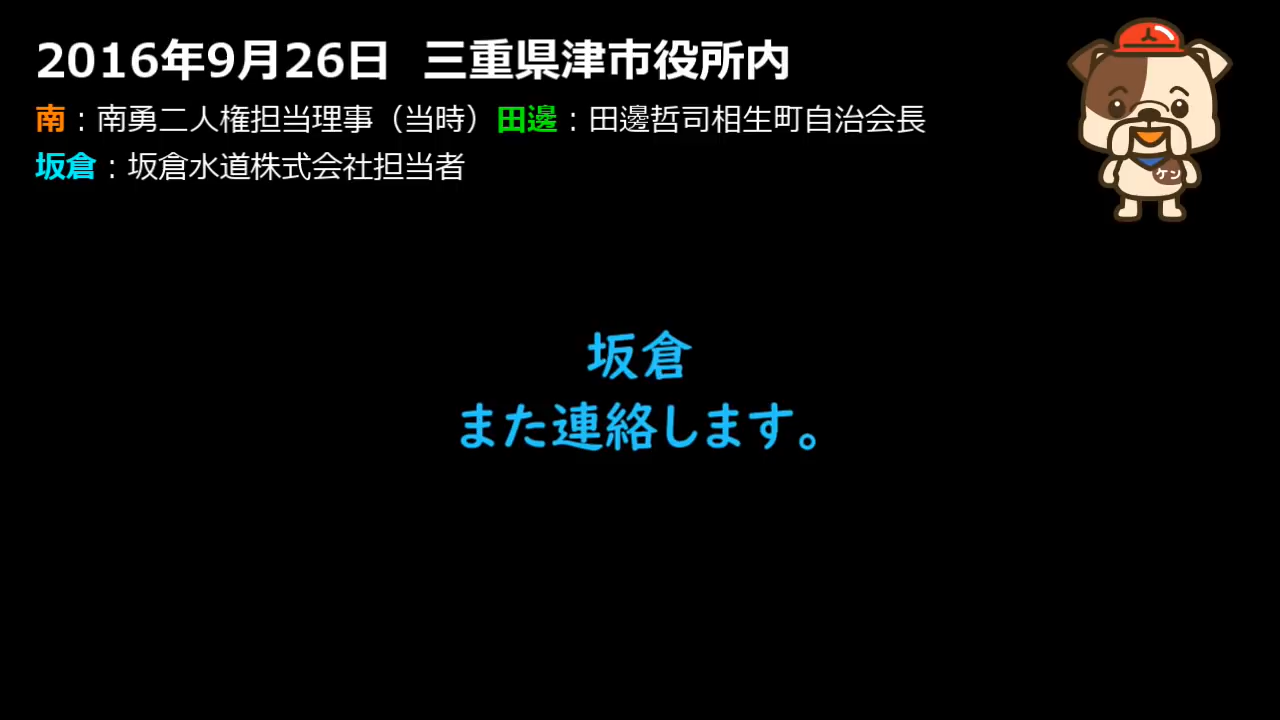 2016年9月26日 三重県津市役所内
南：南勇二人権担当理事（当時）田邊：田邊哲司相生町自治会長
坂倉：坂倉水道株式会社担当者
ケン
坂倉
また連絡します。